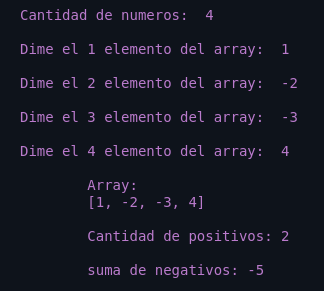 Cantidad de numeros:  4
Dime el 1 elemento del array:  1
Dime el 2 elemento del array:  -2
Dime el 3 elemento del array:  -3
Dime el 4 elemento del array:  4
Array:
[1, -2, -3, 4]
Cantidad de positivos: 2
suma de negativos: -5